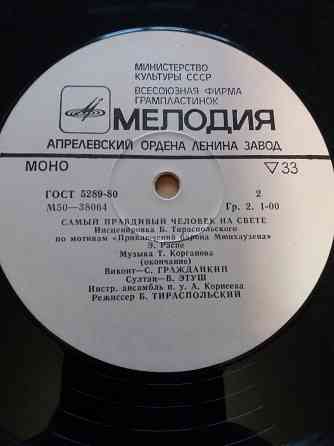 МИНИСТЕРСТВО
КУЛЬТУРЫ СССР
ВСЕСОЮЗНАЯ ФИРМА
ГРАМПЛАСТИНОК
МЕЛОДИЯ
АПРЕЛЕВСКИЙ ОРДЕНА ЛЕНИНА ЗАВОД
МОНО ▽33
ГОСТ 5289-80 2
М50—38064 Гр. 2. 1-00
САМЫЙ ПРАВДИВЫЙ ЧЕЛОВЕК НА СВЕТЕ
Инсценировка Б. Тираспольского
по мотивам «Приключений барона Мюнхаузена»
Э. Распе
Музыка Т. Корганова
(окончание)
Виконт—С. ГРАЖДАНКИН
Султан—В. ЭТУШ
Инстр. ансамбль п. у. А. Корнеева
Режиссер Б. ТИРАСПОЛЬСКИЙ